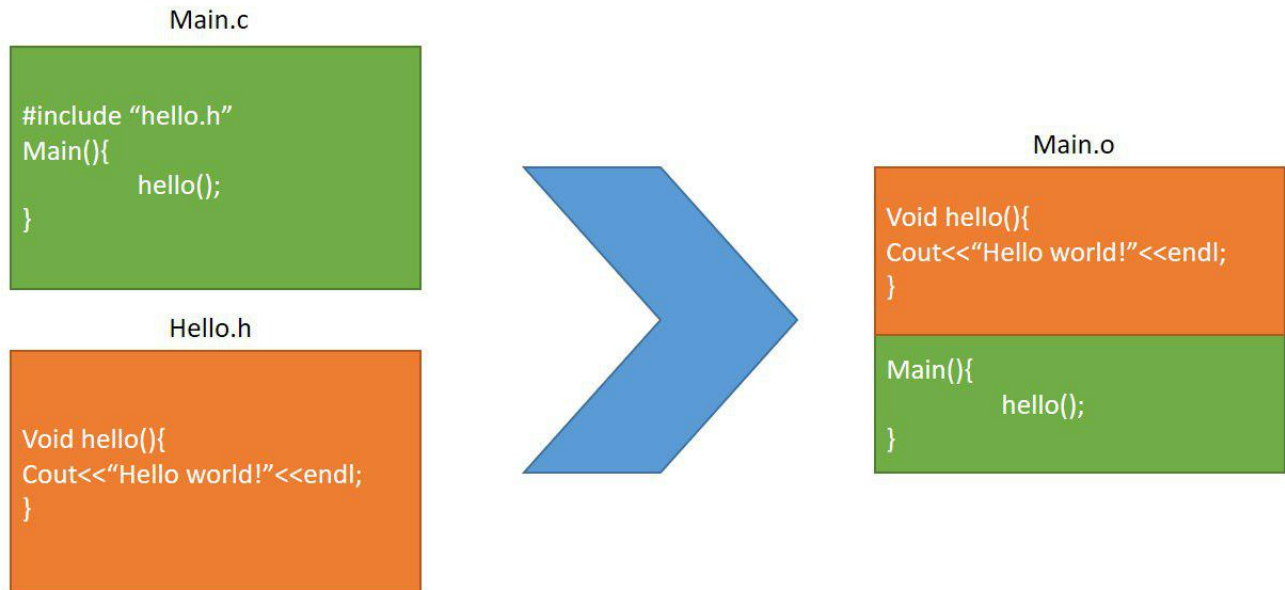 Main.c
#include “hello.h”
Main(){
hello();
}
Hello.h
Void hello(){
Cout<<“Hello world!”<<endl;
}
Main.o
Void hello(){
Cout<<“Hello world!”<<endl;
}
Main(){
hello();
}